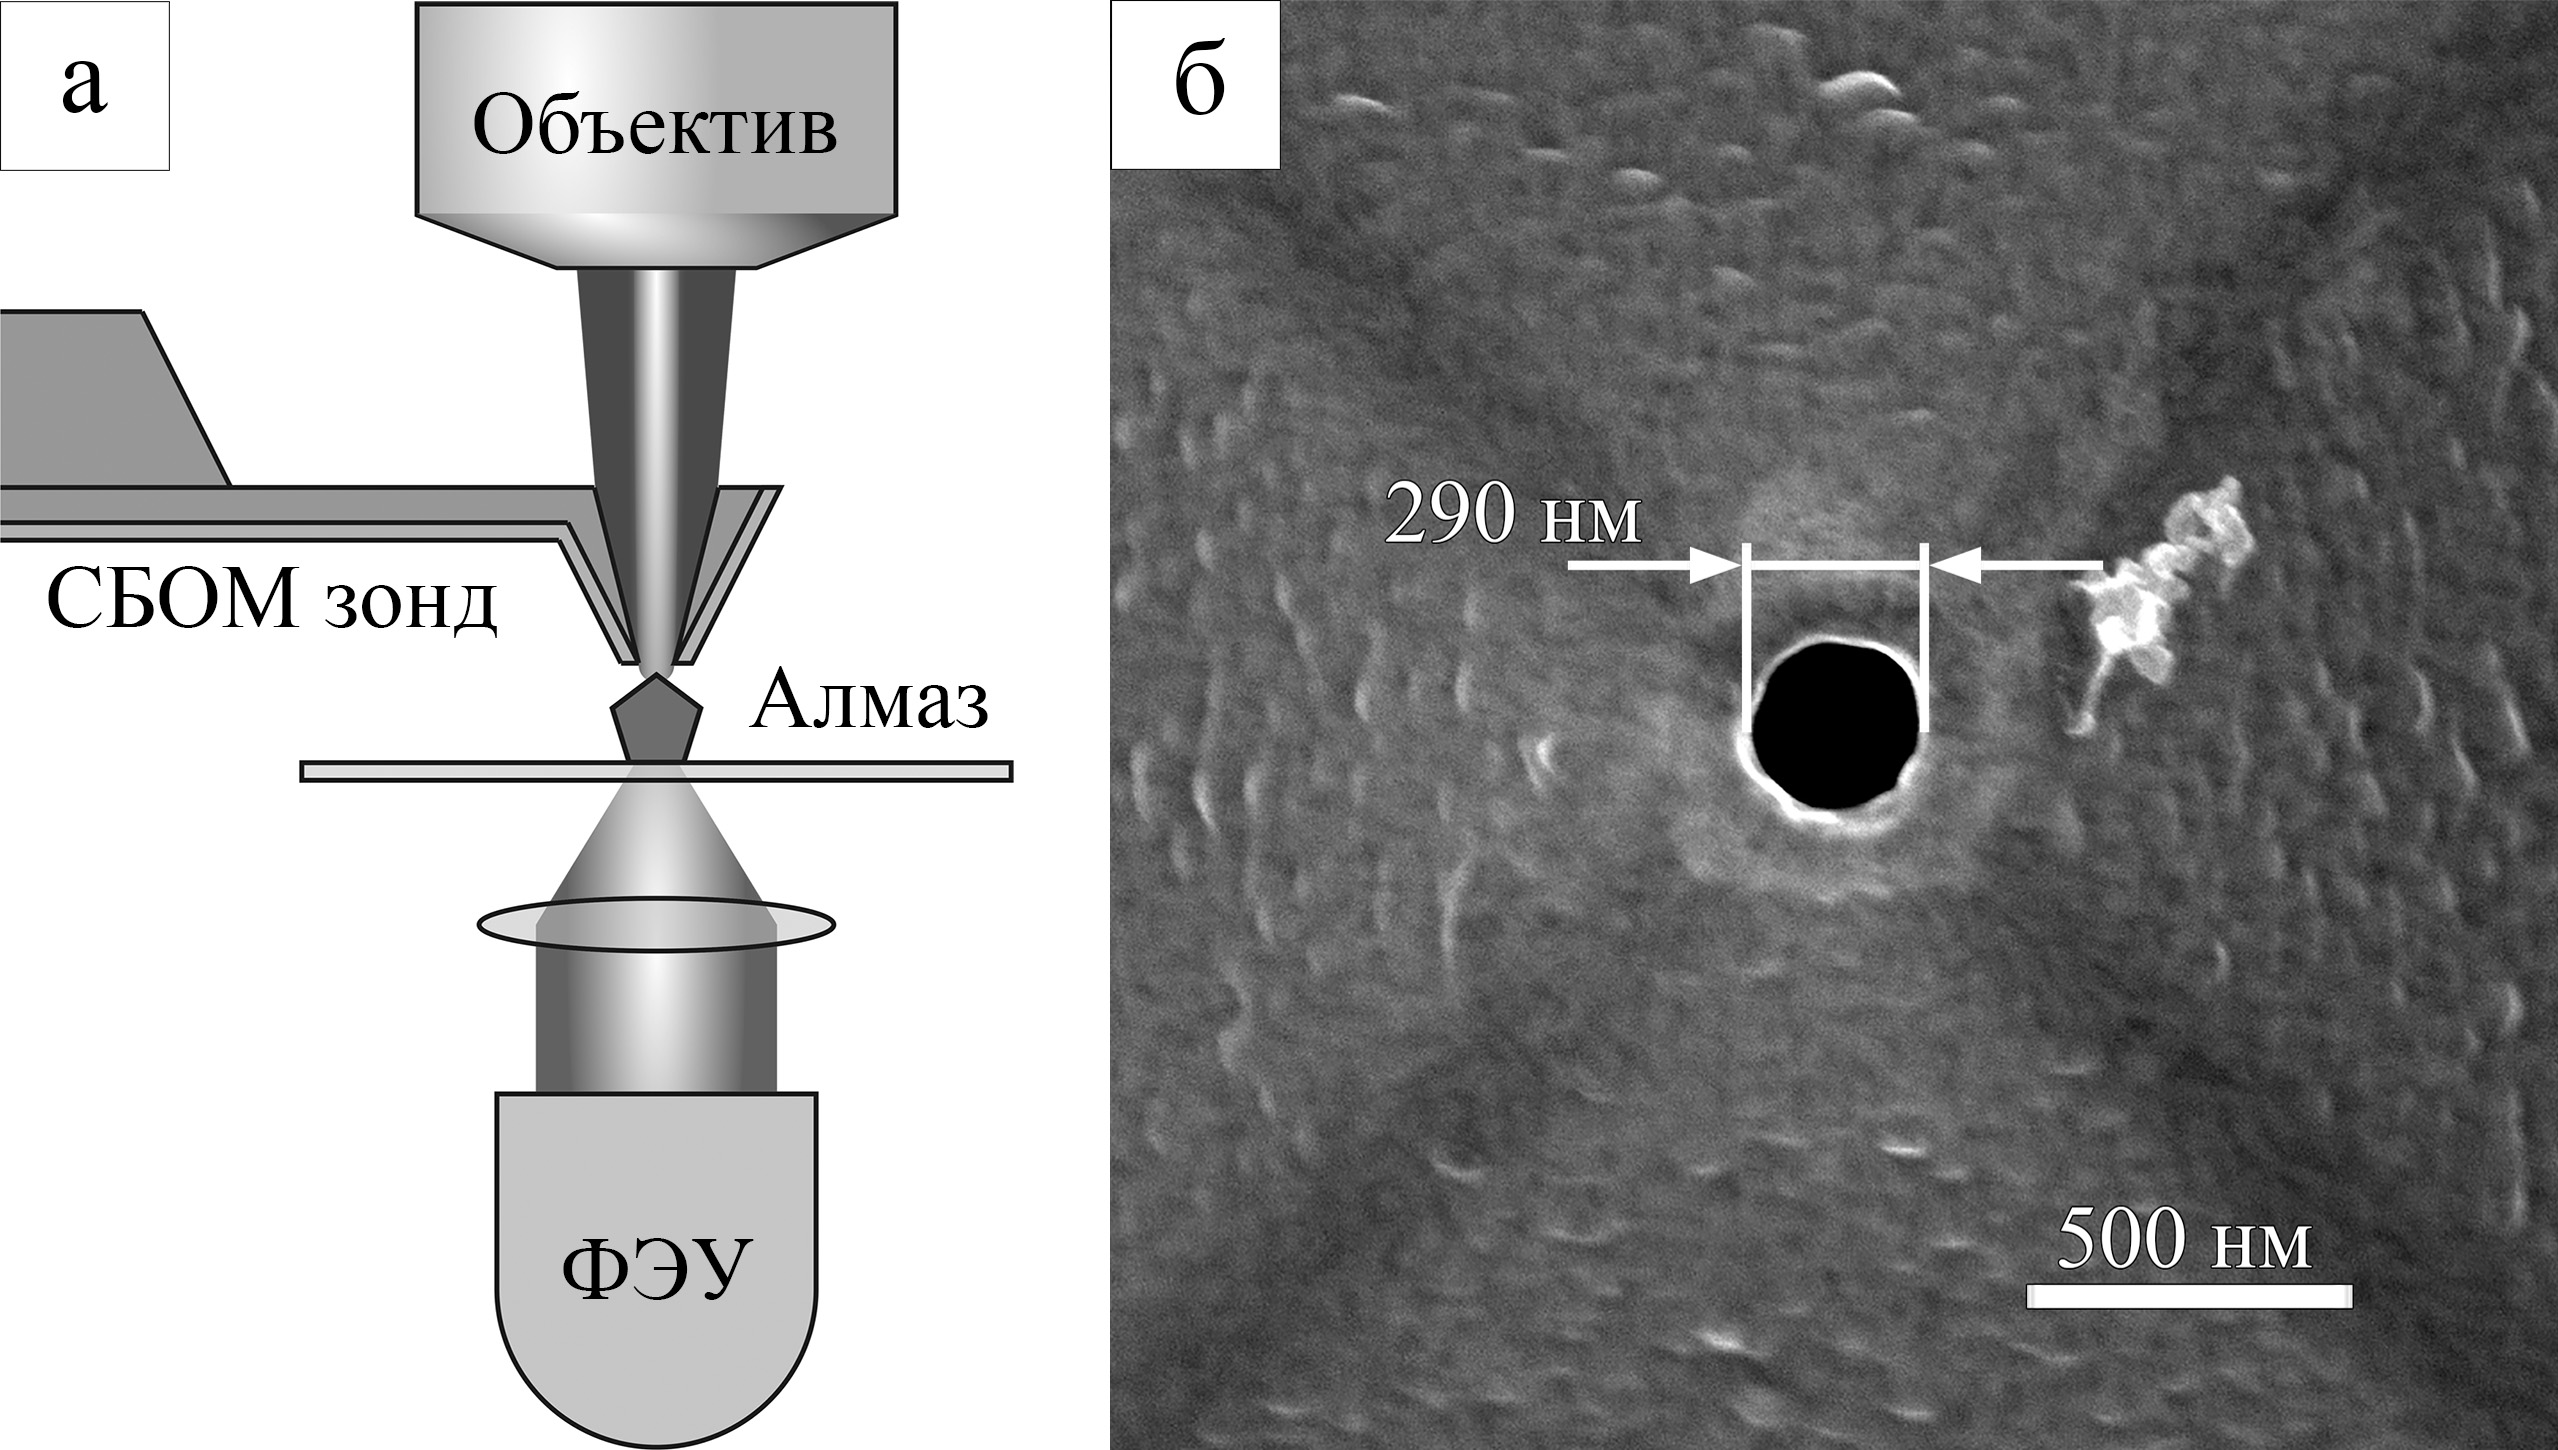 а
Объектив
СБОМ зонд
Алмаз
ФЭУ
б
290 нм
500 нм